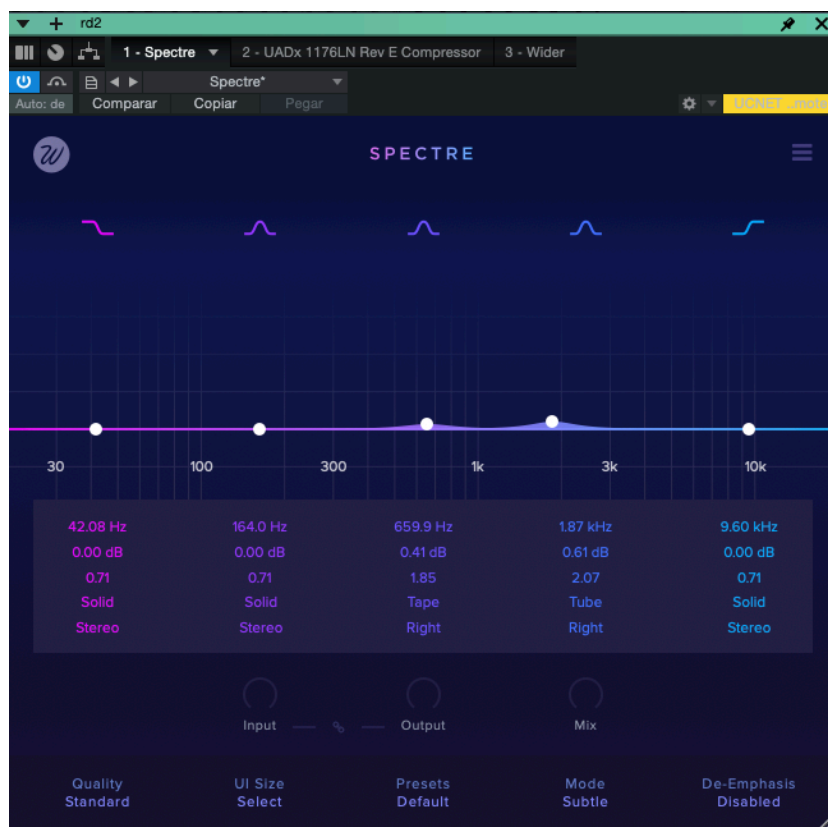 rd2
1 - Spectre 2 - UADx 1176LN Rev E Compressor 3 - Wider
Spectre*
Auto: de Comparar Copiar Pegar UCNET ..mote
SPECTRE
30 100 300 1k 3k 10k
42.08 Hz 164.0 Hz 659.9 Hz 1.87 kHz 9.60 kHz
0.00 dB 0.00 dB 0.41 dB 0.61 dB 0.00 dB
0.71 0.71 1.85 2.07 0.71
Solid Solid Tape Tube Solid
Stereo Stereo Right Right Stereo
Input Output Mix
Quality UI Size Presets Mode De-Emphasis
Standard Select Default Subtle Disabled